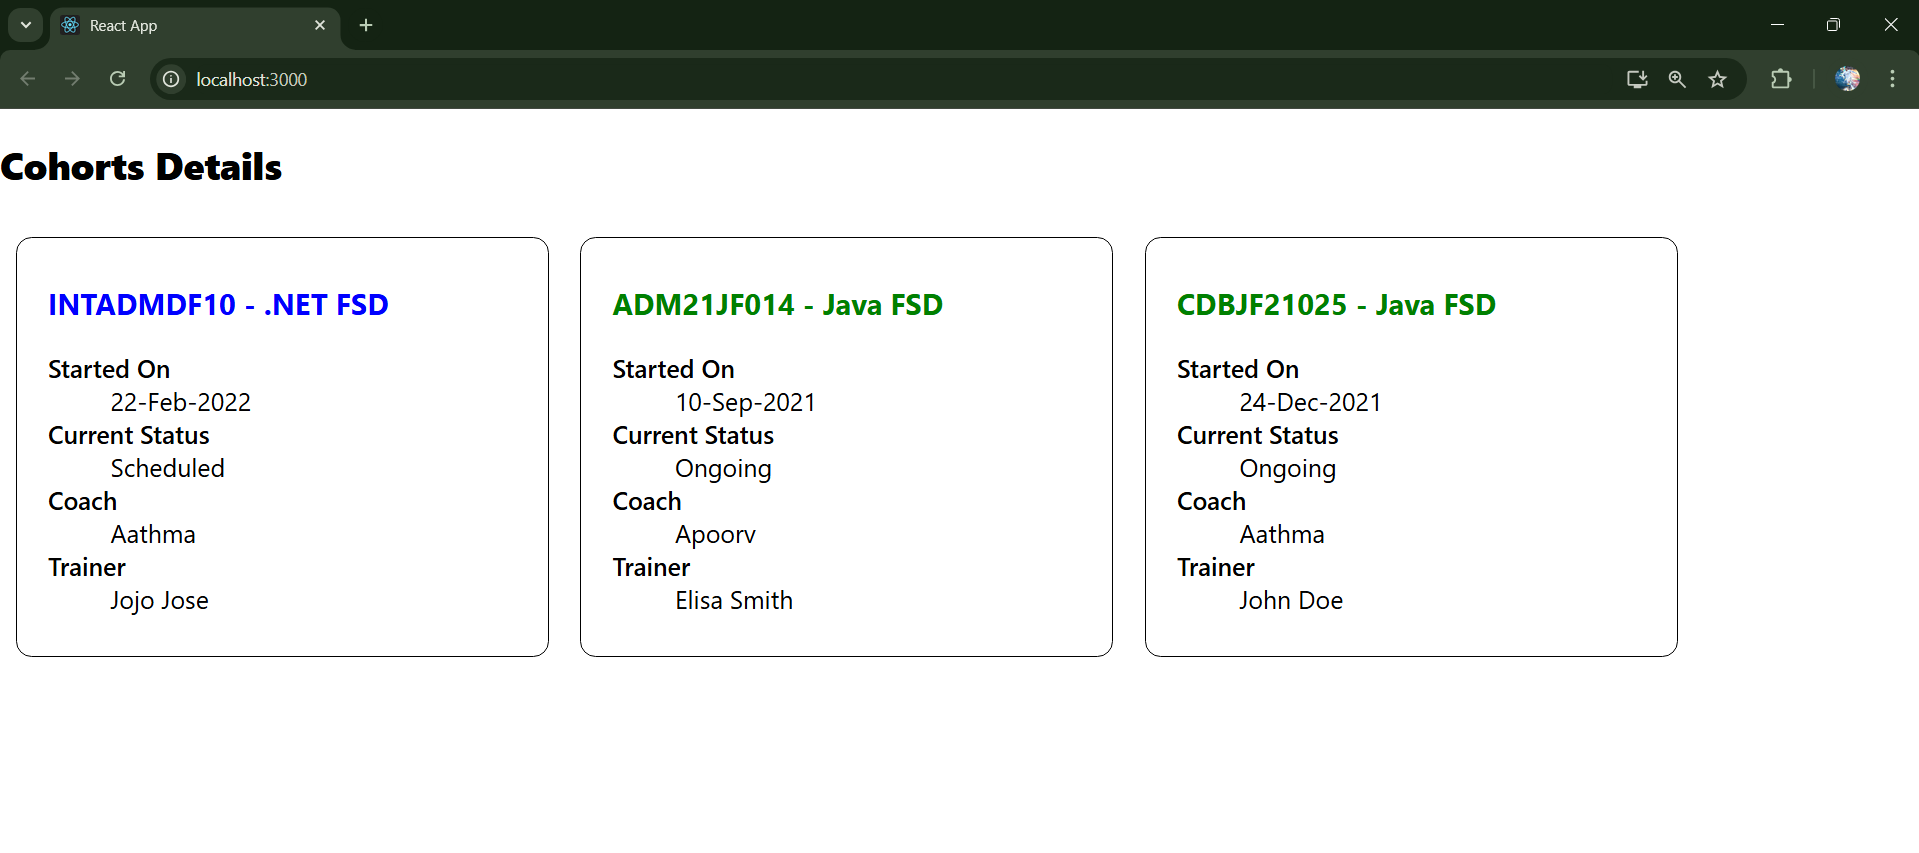 React App
localhost:3000
Cohorts Details
INTADMDF10 - .NET FSD
Started On
22-Feb-2022
Current Status
Scheduled
Coach
Aathma
Trainer
Jojo Jose
ADM21JF014 - Java FSD
Started On
10-Sep-2021
Current Status
Ongoing
Coach
Apoorv
Trainer
Elisa Smith
CDBJF21025 - Java FSD
Started On
24-Dec-2021
Current Status
Ongoing
Coach
Aathma
Trainer
John Doe